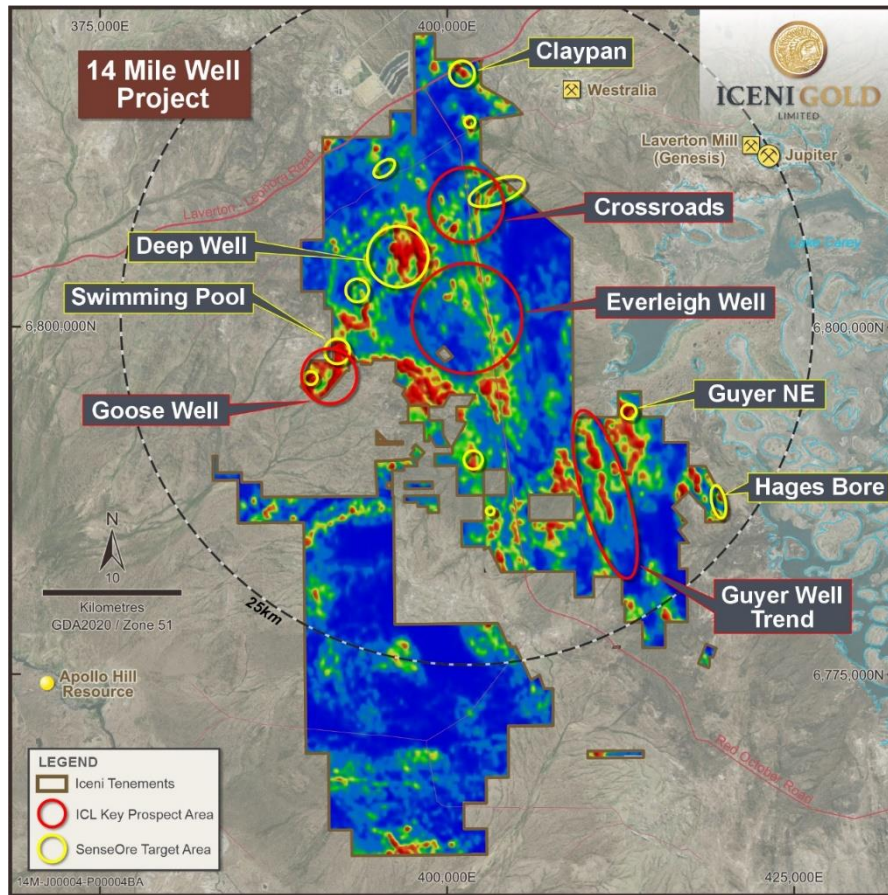 375,000E
400,000E
14 Mile Well
Project
Claypan
Westralia
ICENI GOLD
LIMITED
Laverton Mill
(Genesis)
Jupiter
Laverton - Leonora Road
Crossroads
Lake Carey
Deep Well
Everleigh Well
Swimming Pool
6,800,000N
6,800,000N
Guyer NE
Goose Well
Hages Bore
N
10
Kilometres
GDA2020 / Zone 51
25km
Guyer Well
Trend
6,775,000N
Apollo Hill
Resource
Red October Road
LEGEND
Iceni Tenements
ICL Key Prospect Area
SenseOre Target Area
14M-J00004-P00004BA
400,000E
425,000E